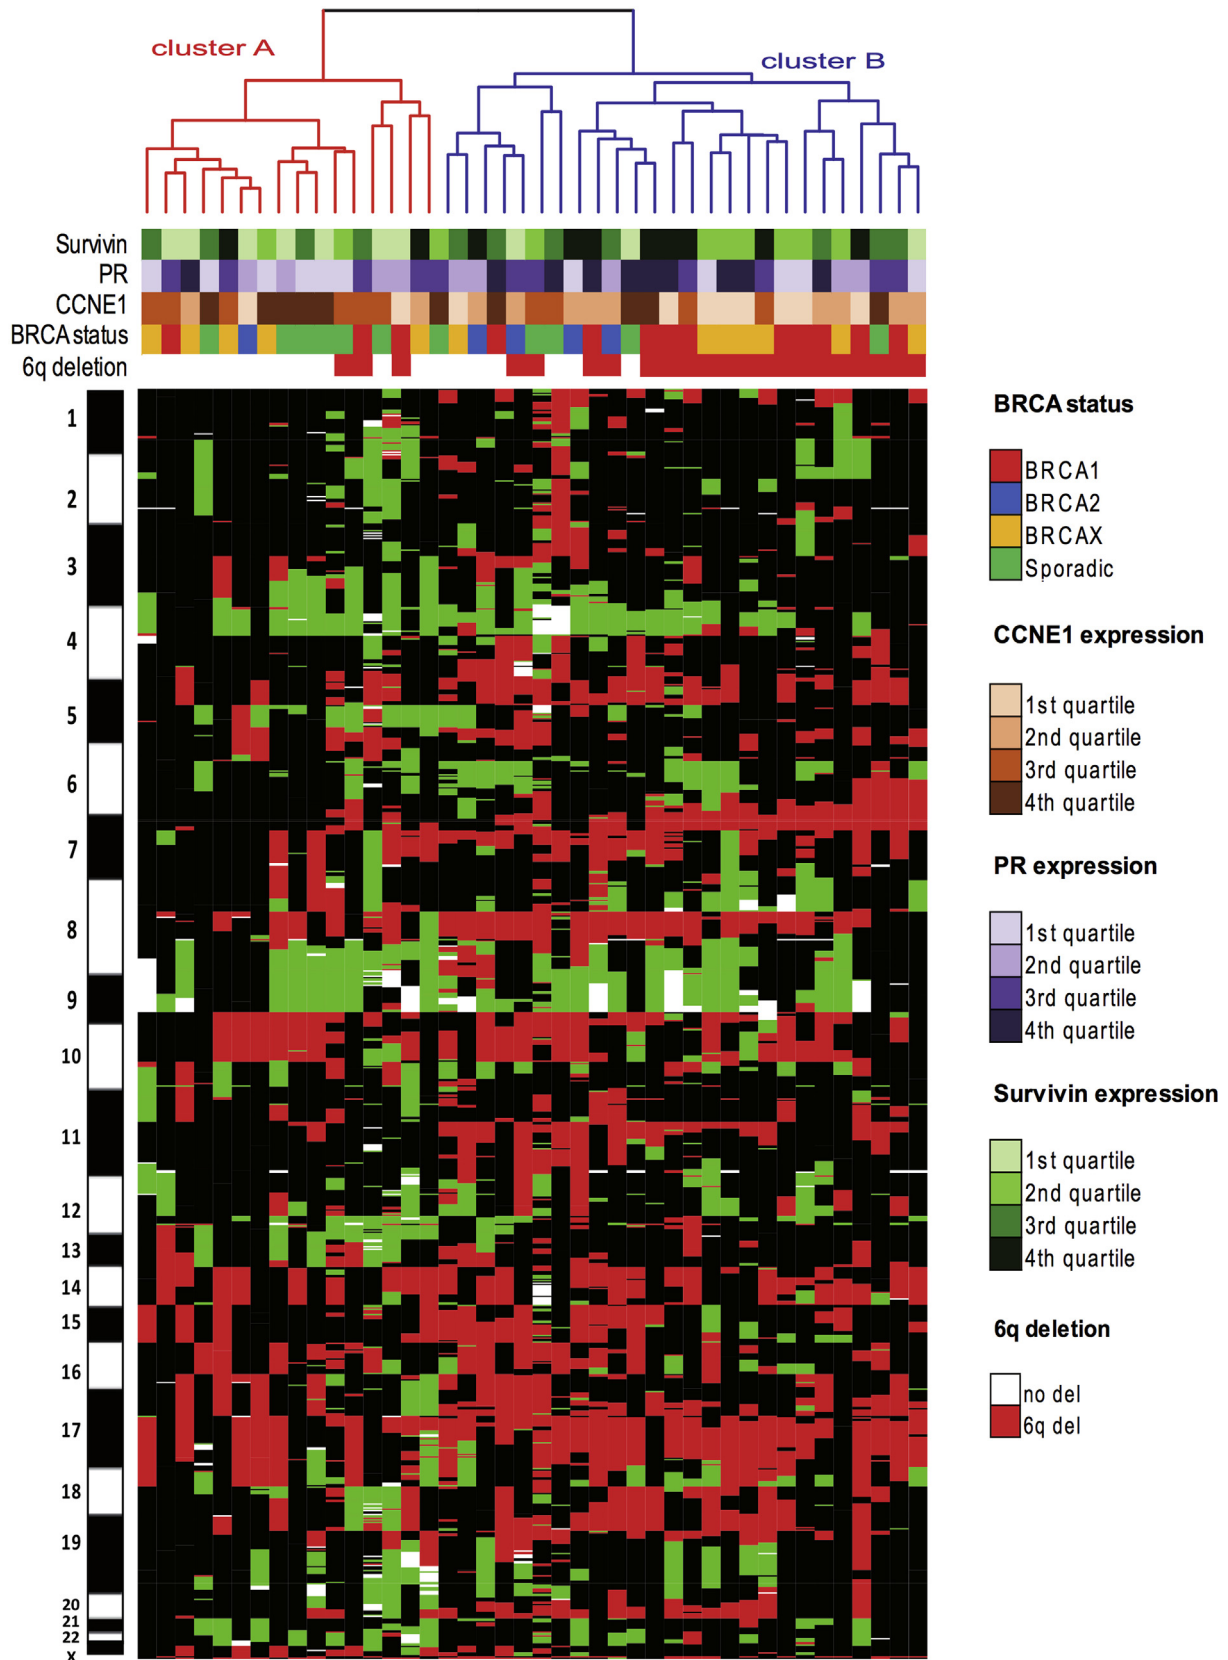 cluster A
cluster B
Survivin
PR
CCNE1
BRCA status
6q deletion
1
2
3
4
5
6
7
8
9
10
11
12
13
14
15
16
17
18
19
20
21
22
X
BRCA status
BRCA1
BRCA2
BRCAX
Sporadic
CCNE1 expression
1st quartile
2nd quartile
3rd quartile
4th quartile
PR expression
1st quartile
2nd quartile
3rd quartile
4th quartile
Survivin expression
1st quartile
2nd quartile
3rd quartile
4th quartile
6q deletion
no del
6q del